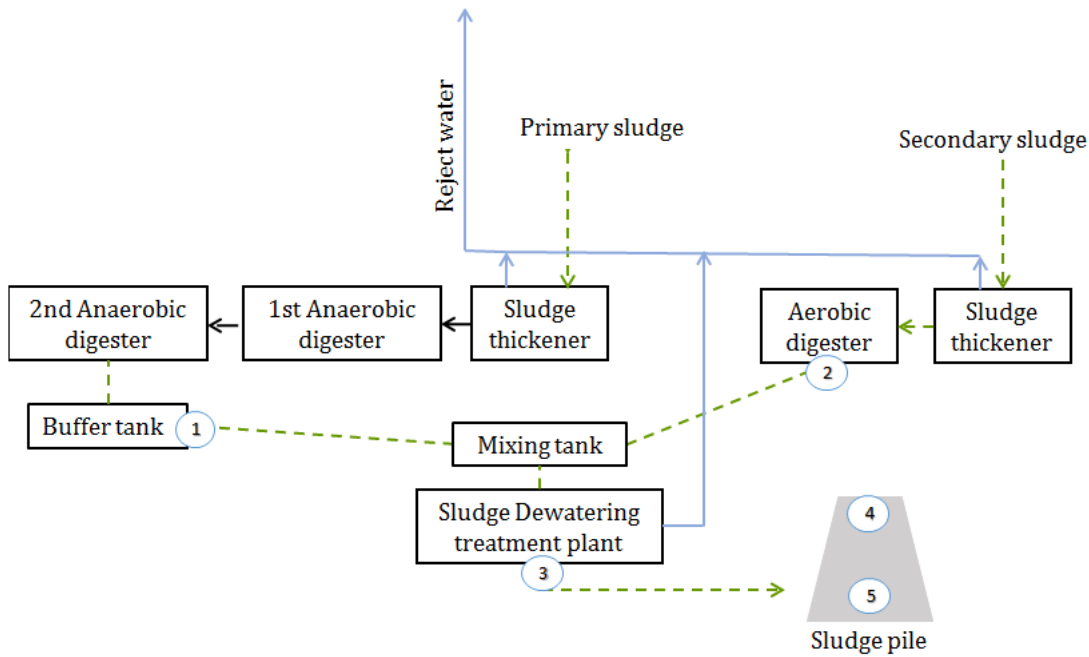 Reject water
Primary sludge
Secondary sludge
2nd Anaerobic
digester
1st Anaerobic
digester
Sludge
thickener
Aerobic
digester
Sludge
thickener
2
Buffer tank
1
Mixing tank
Sludge Dewatering
treatment plant
3
4
5
Sludge pile